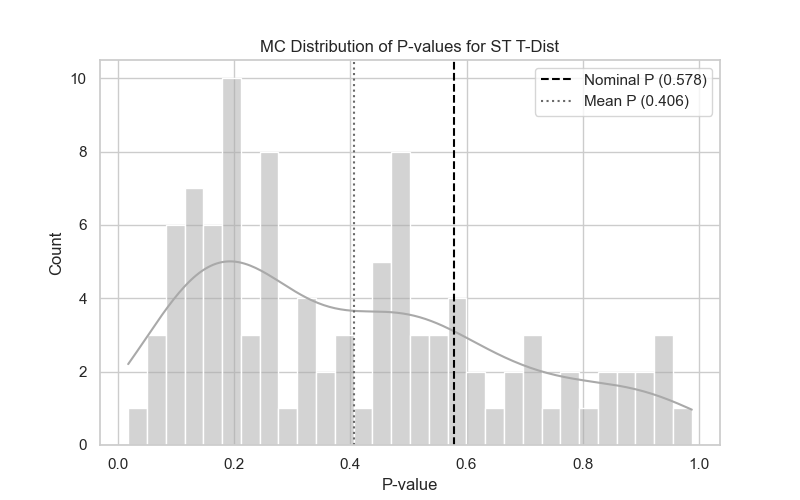 MC Distribution of P-values for ST T-Dist
Nominal P (0.578)
Mean P (0.406)
Count
10
8
6
4
2
0
0.0 0.2 0.4 0.6 0.8 1.0
P-value